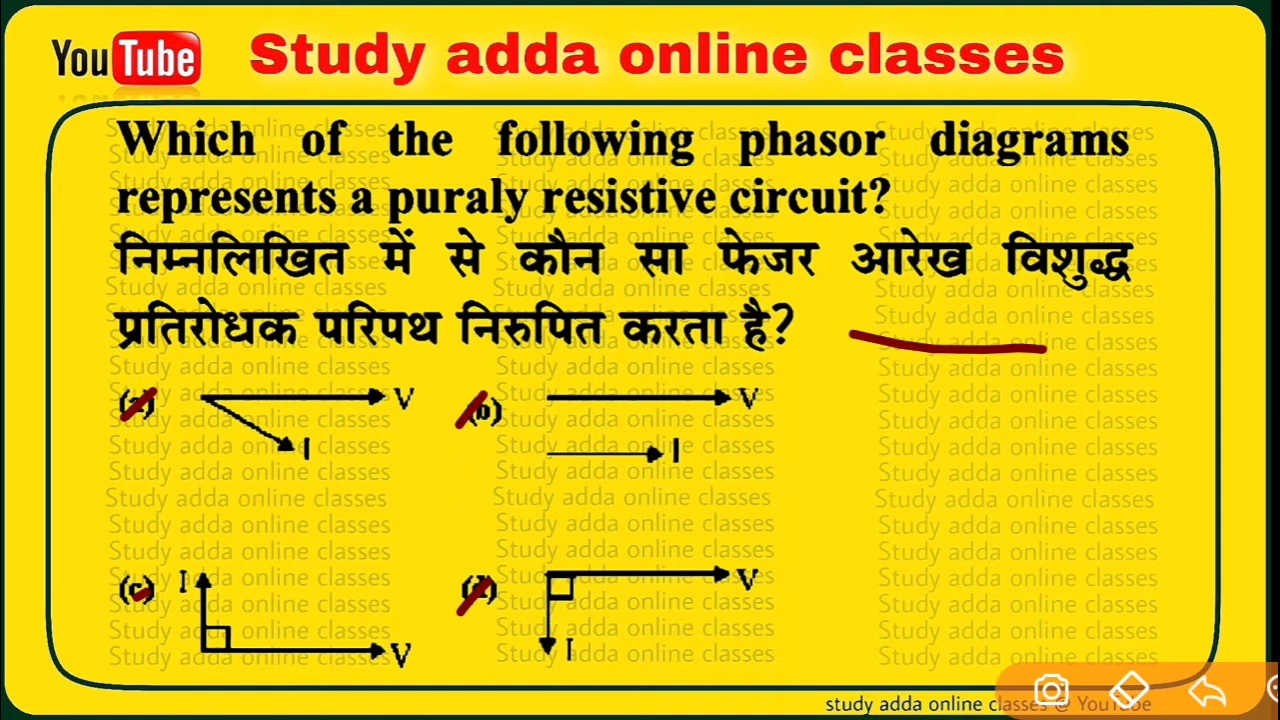 YouTube Study adda online classes
Which of the following phasor diagrams
represents a puraly resistive circuit?
निम्नलिखित में से कौन सा फेजर आरेख विशुद्ध
प्रतिरोधक परिपथ निरुपित करता है?
(a) V (b) V
I I
(c) I (d) V
V I
study adda online classes @ YouTube